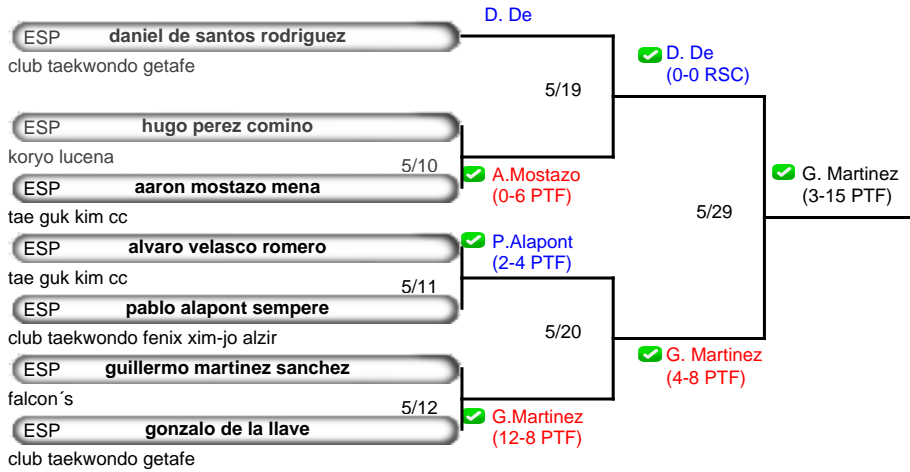 D. De
ESP daniel de santos rodriguez
club taekwondo getafe
D. De
(0-0 RSC)
5/19
ESP hugo perez comino
koryo lucena
5/10
A.Mostazo
(0-6 PTF)
ESP aaron mostazo mena
tae guk kim cc
G. Martinez
(3-15 PTF)
5/29
ESP alvaro velasco romero
tae guk kim cc
P.Alapont
(2-4 PTF)
5/11
ESP pablo alapont sempere
club taekwondo fenix xim-jo alzir
5/20
ESP guillermo martinez sanchez
falcon´s
G. Martinez
(4-8 PTF)
5/12
G.Martinez
(12-8 PTF)
ESP gonzalo de la llave
club taekwondo getafe